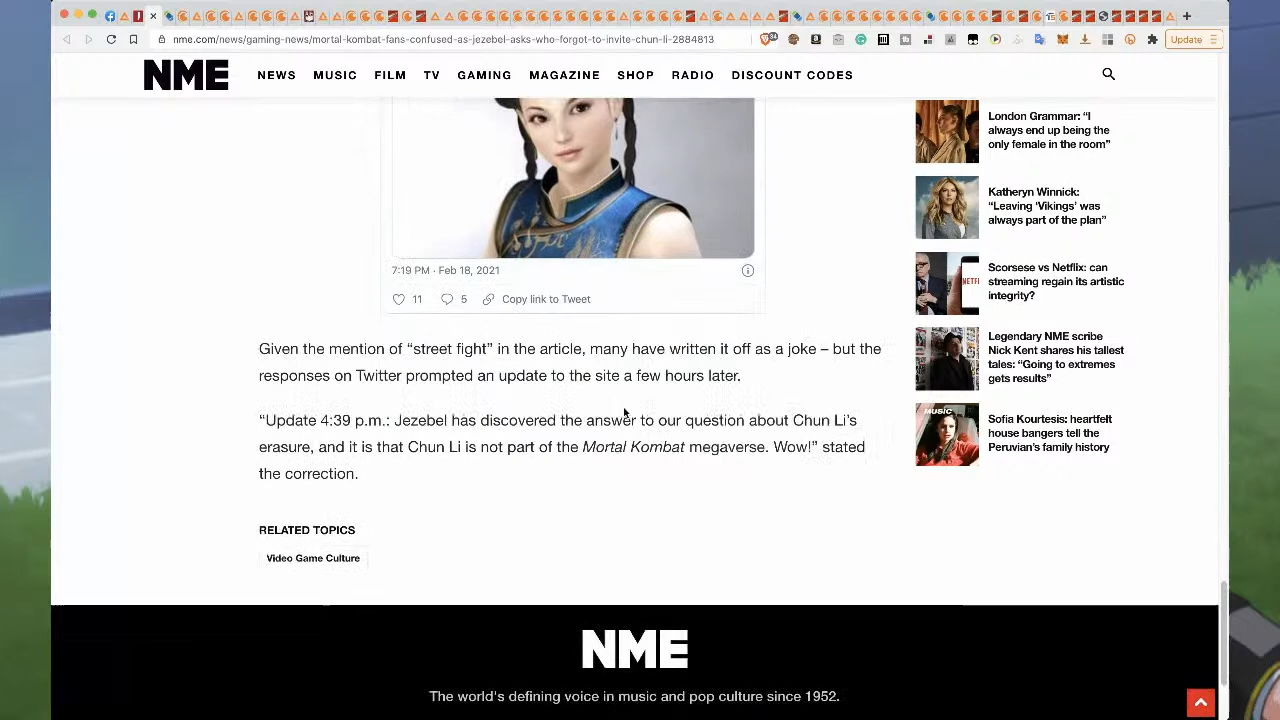 nme.com/news/gaming-news/mortal-kombat-fans-confused-as-jezebel-asks-who-forgot-to-invite-chun-li-2884813
Update
NME
NEWS MUSIC FILM TV GAMING MAGAZINE SHOP RADIO DISCOUNT CODES
7:19 PM · Feb 18, 2021
11 5 Copy link to Tweet
Given the mention of “street fight” in the article, many have written it off as a joke – but the
responses on Twitter prompted an update to the site a few hours later.
“Update 4:39 p.m.: Jezebel has discovered the answer to our question about Chun Li’s
erasure, and it is that Chun Li is not part of the Mortal Kombat megaverse. Wow!” stated
the correction.
RELATED TOPICS
Video Game Culture
London Grammar: “I
always end up being the
only female in the room”
Katheryn Winnick:
“Leaving ‘Vikings’ was
always part of the plan”
Scorsese vs Netflix: can
streaming regain its artistic
integrity?
Legendary NME scribe
Nick Kent shares his tallest
tales: “Going to extremes
gets results”
MUSIC
Sofia Kourtesis: heartfelt
house bangers tell the
Peruvian’s family history
NME
The world's defining voice in music and pop culture since 1952.